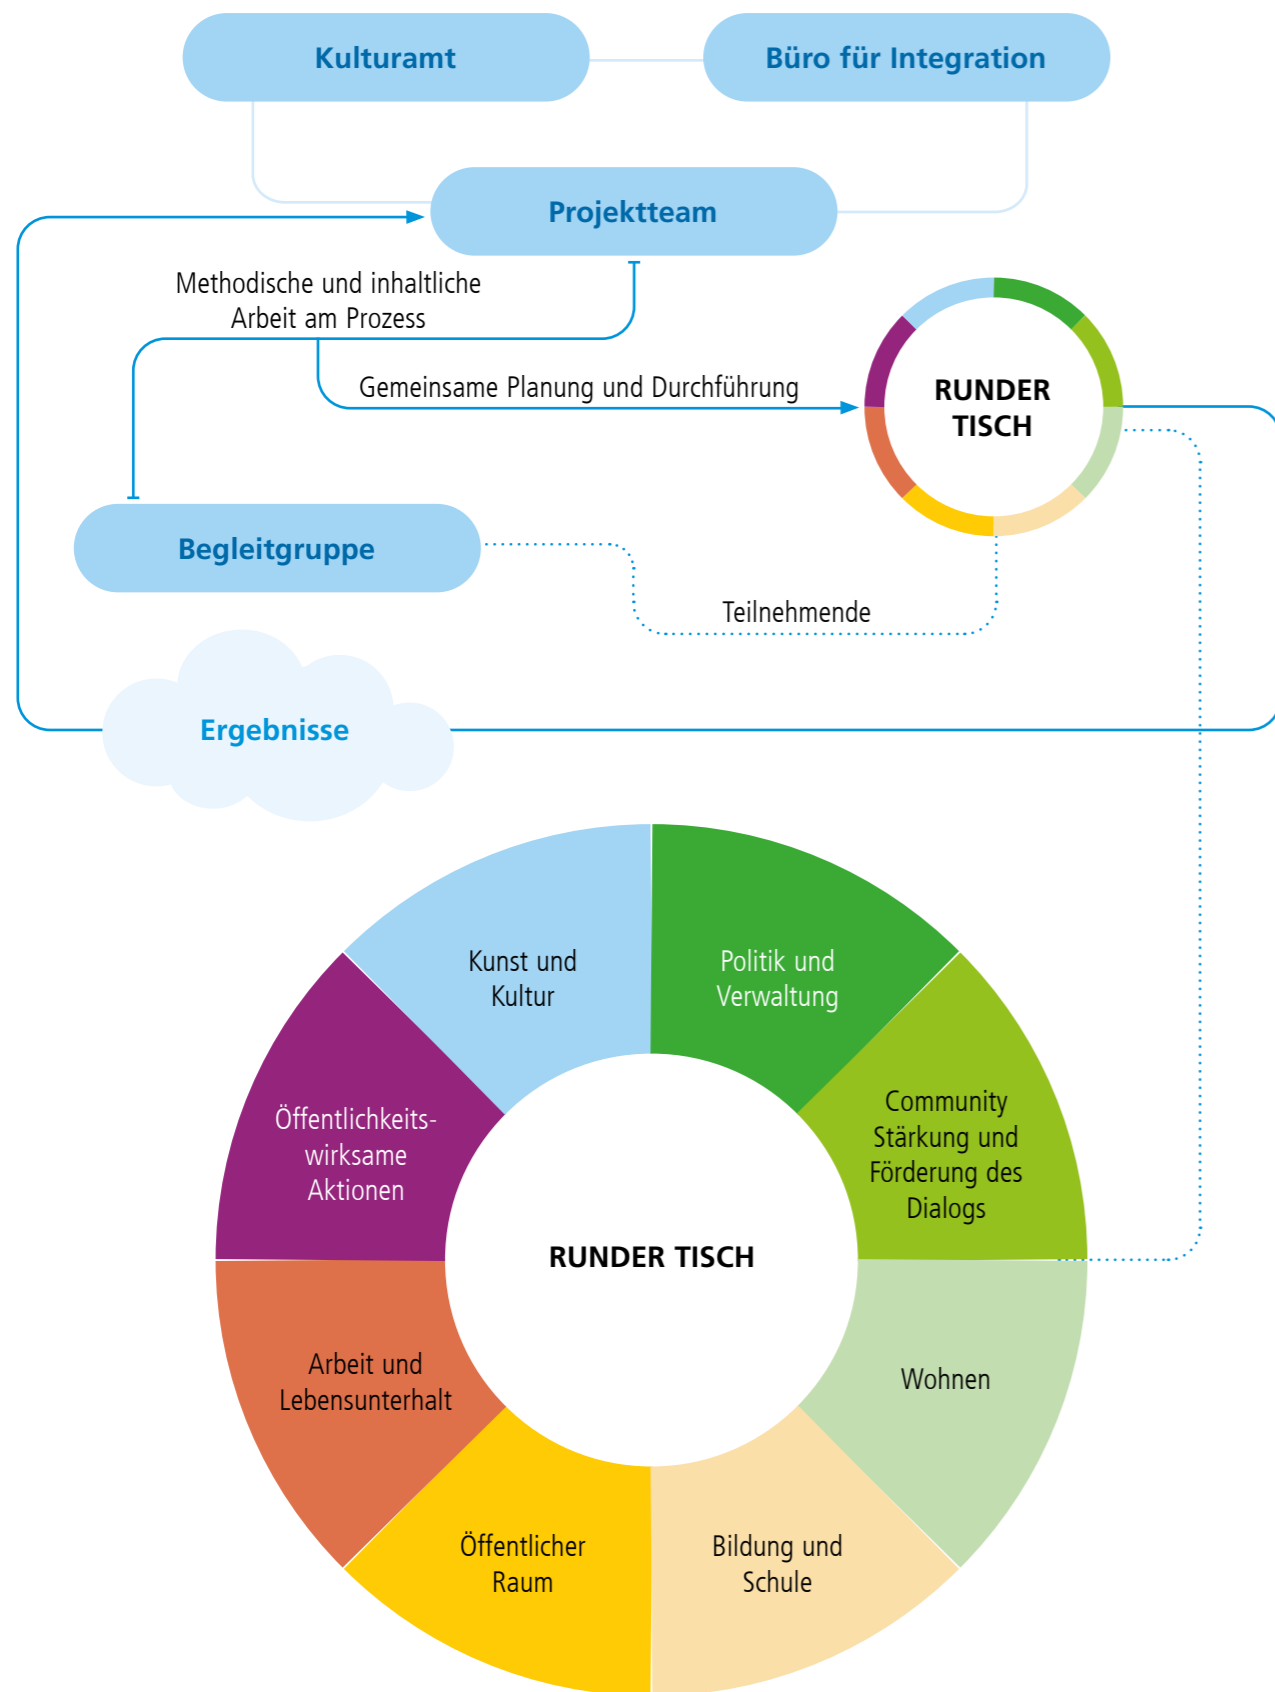 Kulturamt
Büro für Integration
Projektteam
Methodische und inhaltliche
Arbeit am Prozess
Gemeinsame Planung und Durchführung
RUNDER
TISCH
Begleitgruppe
Teilnehmende
Ergebnisse
Kunst und
Kultur
Politik und
Verwaltung
Community
Stärkung und
Förderung des
Dialogs
Öffentlichkeits-
wirksame
Aktionen
RUNDER TISCH
Arbeit und
Lebensunterhalt
Wohnen
Öffentlicher
Raum
Bildung und
Schule